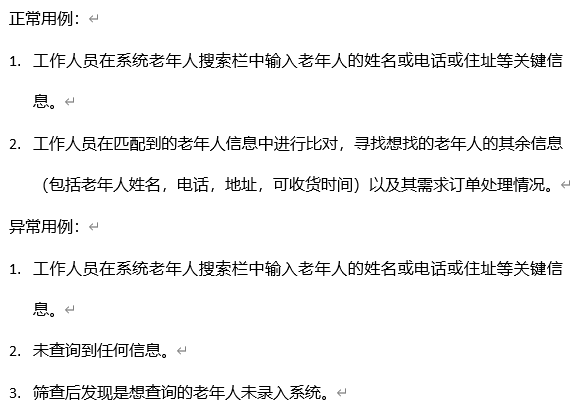 正常用例：
1. 工作人员在系统老年人搜索栏中输入老年人的姓名或电话或住址等关键信
息。
2. 工作人员在匹配到的老年人信息中进行比对，寻找想找的老年人的其余信息
（包括老年人姓名，电话，地址，可收货时间）以及其需求订单处理情况。
异常用例：
1. 工作人员在系统老年人搜索栏中输入老年人的姓名或电话或住址等关键信
息。
2. 未查询到任何信息。
3. 筛查后发现是想查询的老年人未录入系统。